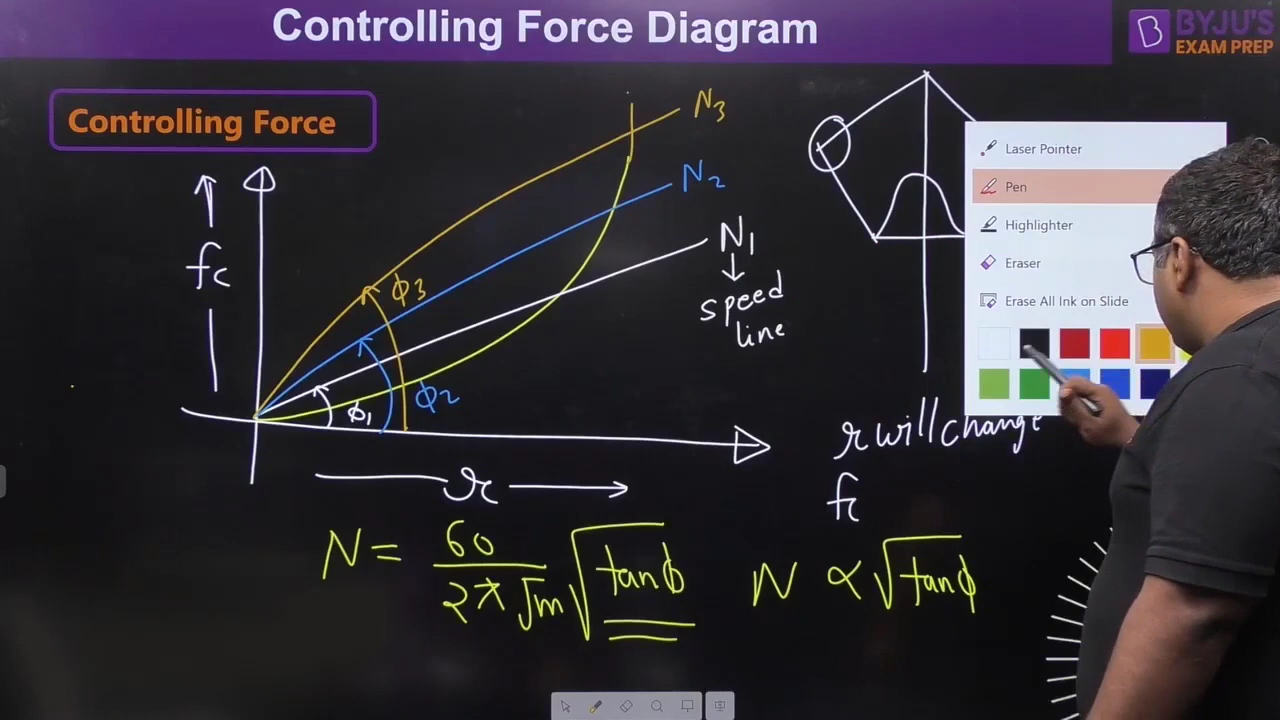 Controlling Force Diagram
BYJU'S
EXAM PREP
Controlling Force
N3
N2
N1
speed
line
fc
ϕ3
ϕ2
ϕ1
r
Laser Pointer
Pen
Highlighter
Eraser
Erase All Ink on Slide
r will change
fc
N = 60 / 2π√m √tanϕ
N ∝ √tanϕ